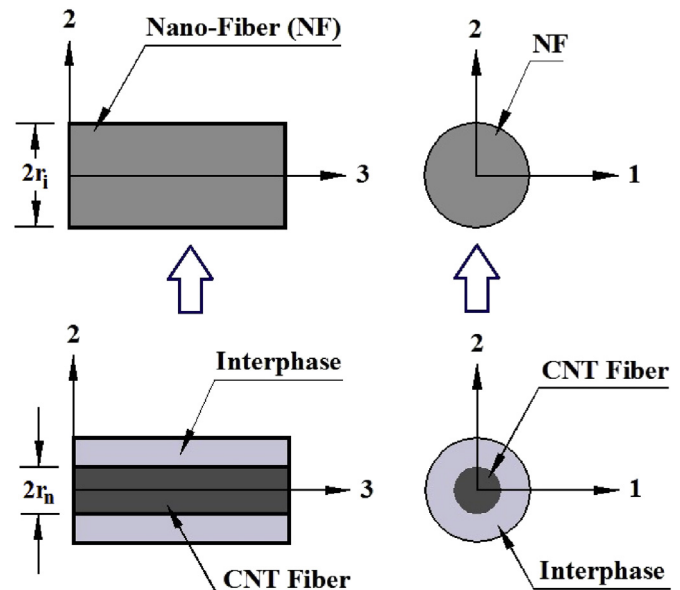 2
Nano-Fiber (NF)
2rᵢ
3
2
NF
1
2
Interphase
2rₙ
3
CNT Fiber
2
CNT Fiber
1
Interphase